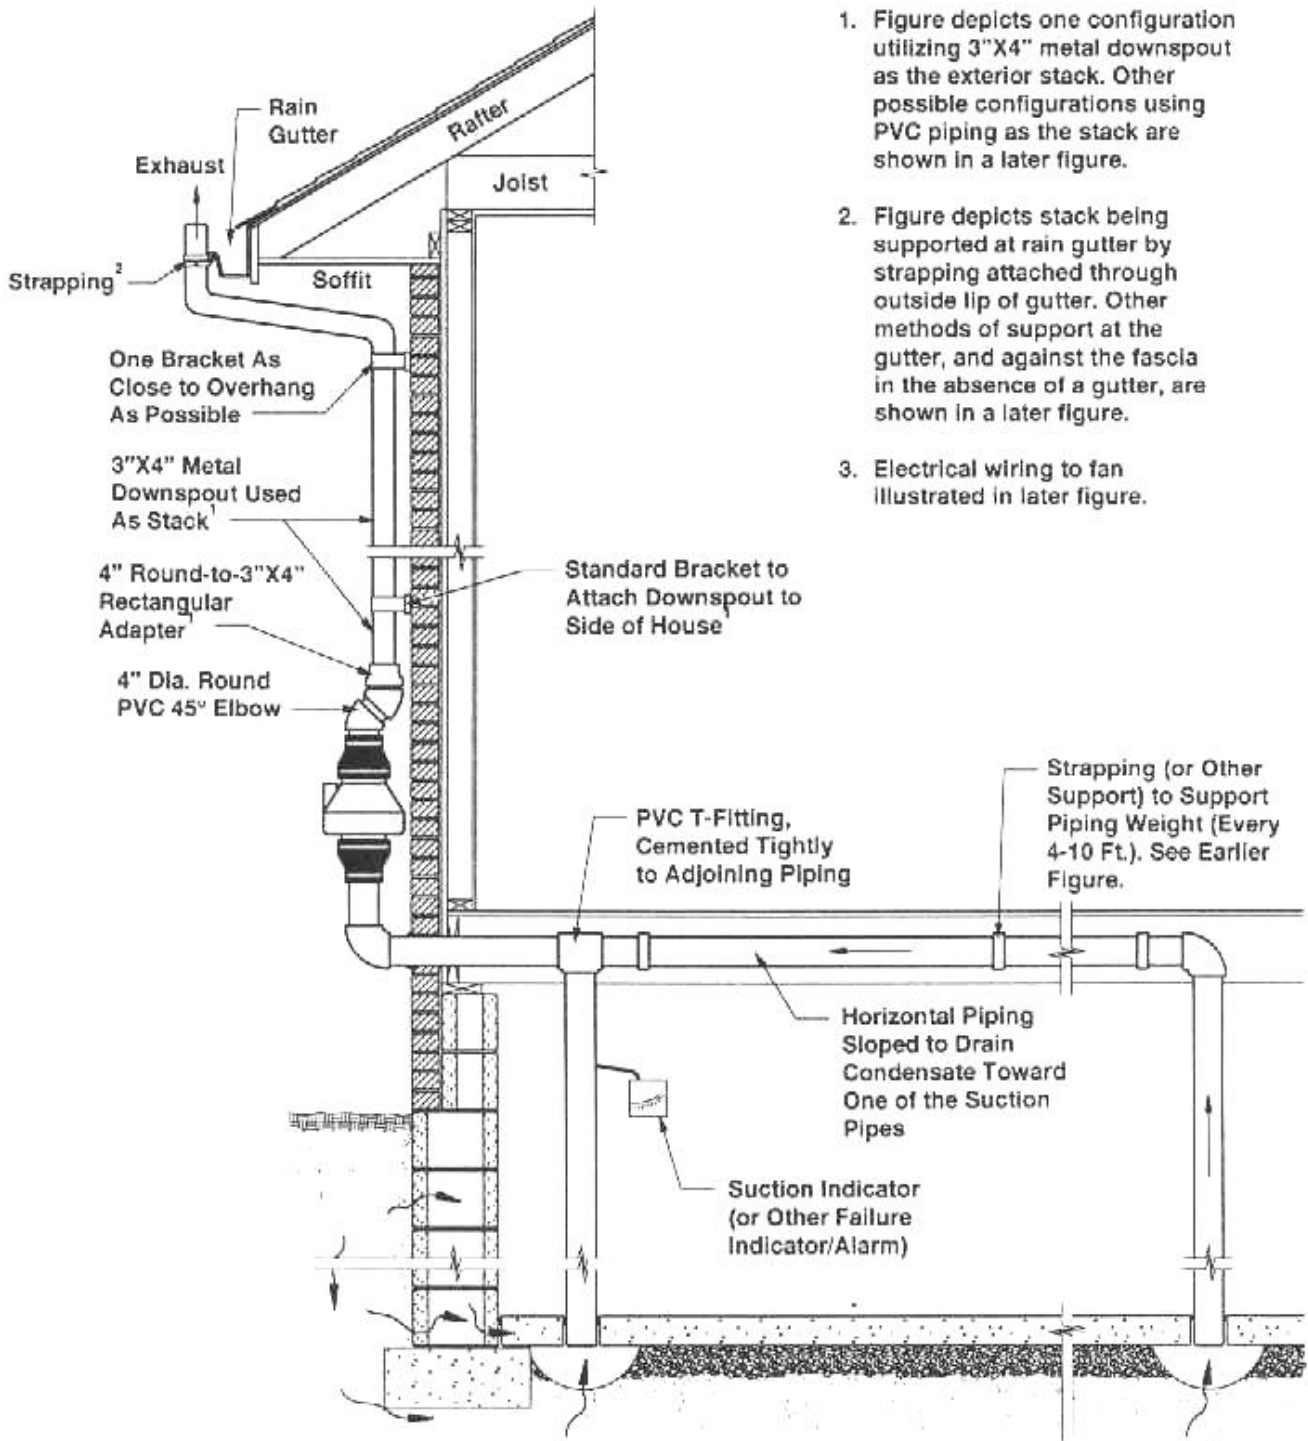 1. Figure depicts one configuration
utilizing 3"X4" metal downspout
as the exterior stack. Other
possible configurations using
PVC piping as the stack are
shown in a later figure.
2. Figure depicts stack being
supported at rain gutter by
strapping attached through
outside lip of gutter. Other
methods of support at the
gutter, and against the fascia
in the absence of a gutter, are
shown in a later figure.
3. Electrical wiring to fan
illustrated in later figure.
Rain
Gutter
Rafter
Exhaust
Joist
Strapping²
Soffit
One Bracket As
Close to Overhang
As Possible
3"X4" Metal
Downspout Used
As Stack¹
4" Round-to-3"X4"
Rectangular
Adapter¹
Standard Bracket to
Attach Downspout to
Side of House¹
4" Dia. Round
PVC 45° Elbow
PVC T-Fitting,
Cemented Tightly
to Adjoining Piping
Strapping (or Other
Support) to Support
Piping Weight (Every
4-10 Ft.). See Earlier
Figure.
Horizontal Piping
Sloped to Drain
Condensate Toward
One of the Suction
Pipes
Suction Indicator
(or Other Failure
Indicator/Alarm)